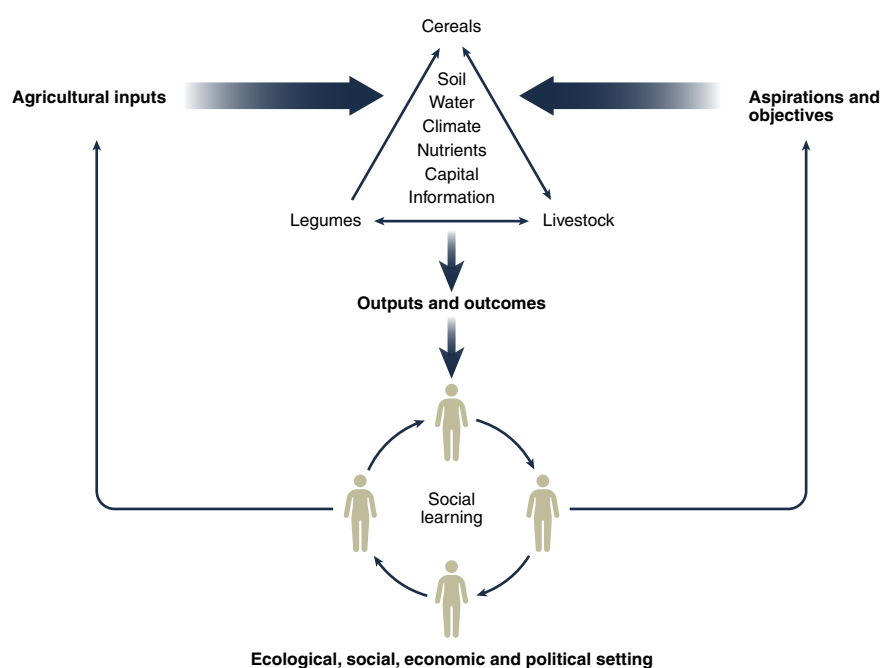 Cereals
Agricultural inputs
Soil
Water
Climate
Nutrients
Capital
Information
Aspirations and
objectives
Legumes
Livestock
Outputs and outcomes
Social
learning
Ecological, social, economic and political setting